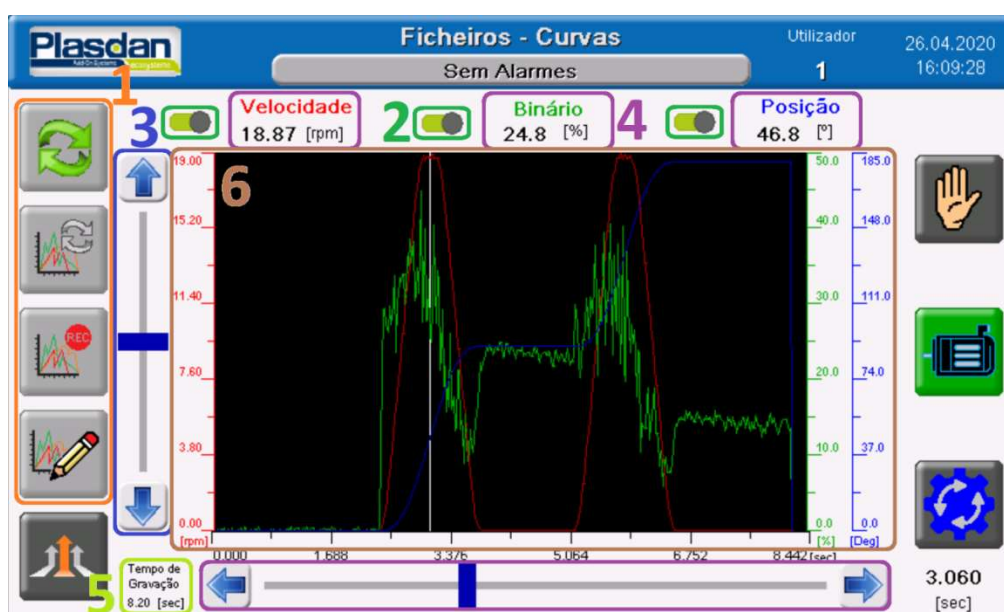 Plasdan
Ficheiros - Curvas
Sem Alarmes
Utilizador
1
26.04.2020
16:09:28
1
3
Velocidade
18.87 [rpm]
2
Binário
24.8 [%]
4
Posição
46.8 [º]
6
19.00
15.20
11.40
7.60
3.80
0.00
[rpm]
50.0
40.0
30.0
20.0
10.0
0.0
[%]
185.0
148.0
111.0
74.0
37.0
0.0
[Deg]
REC
0.000 1.688 3.376 5.064 6.752 8.442 [sec]
5
Tempo de
Gravação
8.20 [sec]
3.060
[sec]